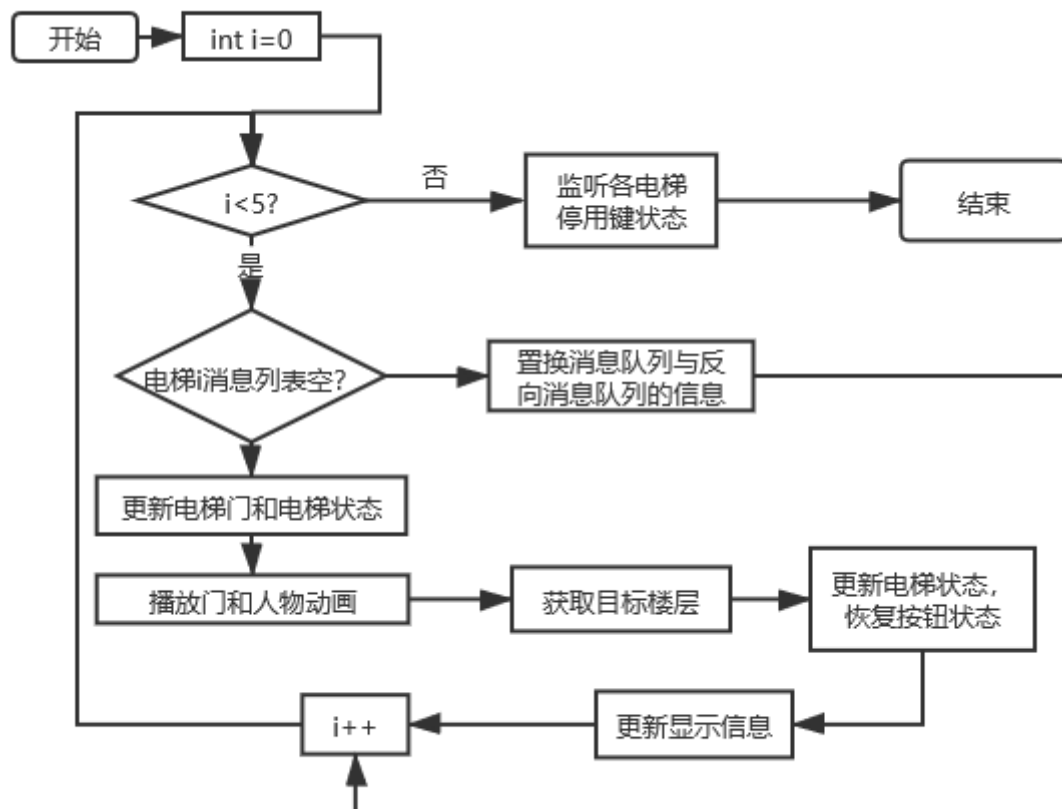 开始
int i=0
i<5?
否
监听各电梯
停用键状态
结束
是
电梯i消息列表空?
置换消息队列与反
向消息队列的信息
更新电梯门和电梯状态
播放门和人物动画
获取目标楼层
更新电梯状态,
恢复按钮状态
更新显示信息
i++